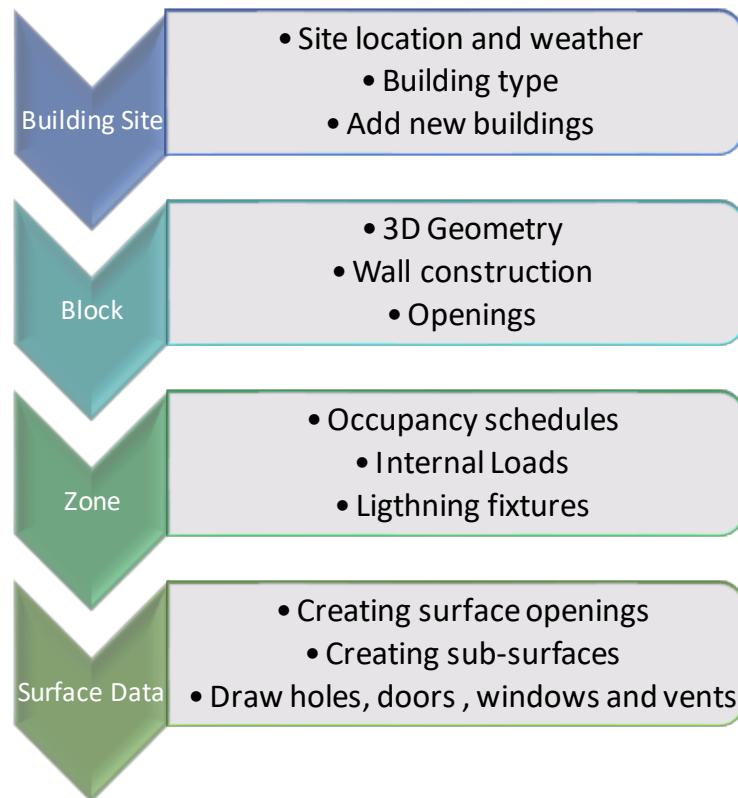 Building Site
• Site location and weather
• Building type
• Add new buildings
Block
• 3D Geometry
• Wall construction
• Openings
Zone
• Occupancy schedules
• Internal Loads
• Ligthning fixtures
Surface Data
• Creating surface openings
• Creating sub-surfaces
• Draw holes, doors , windows and vents